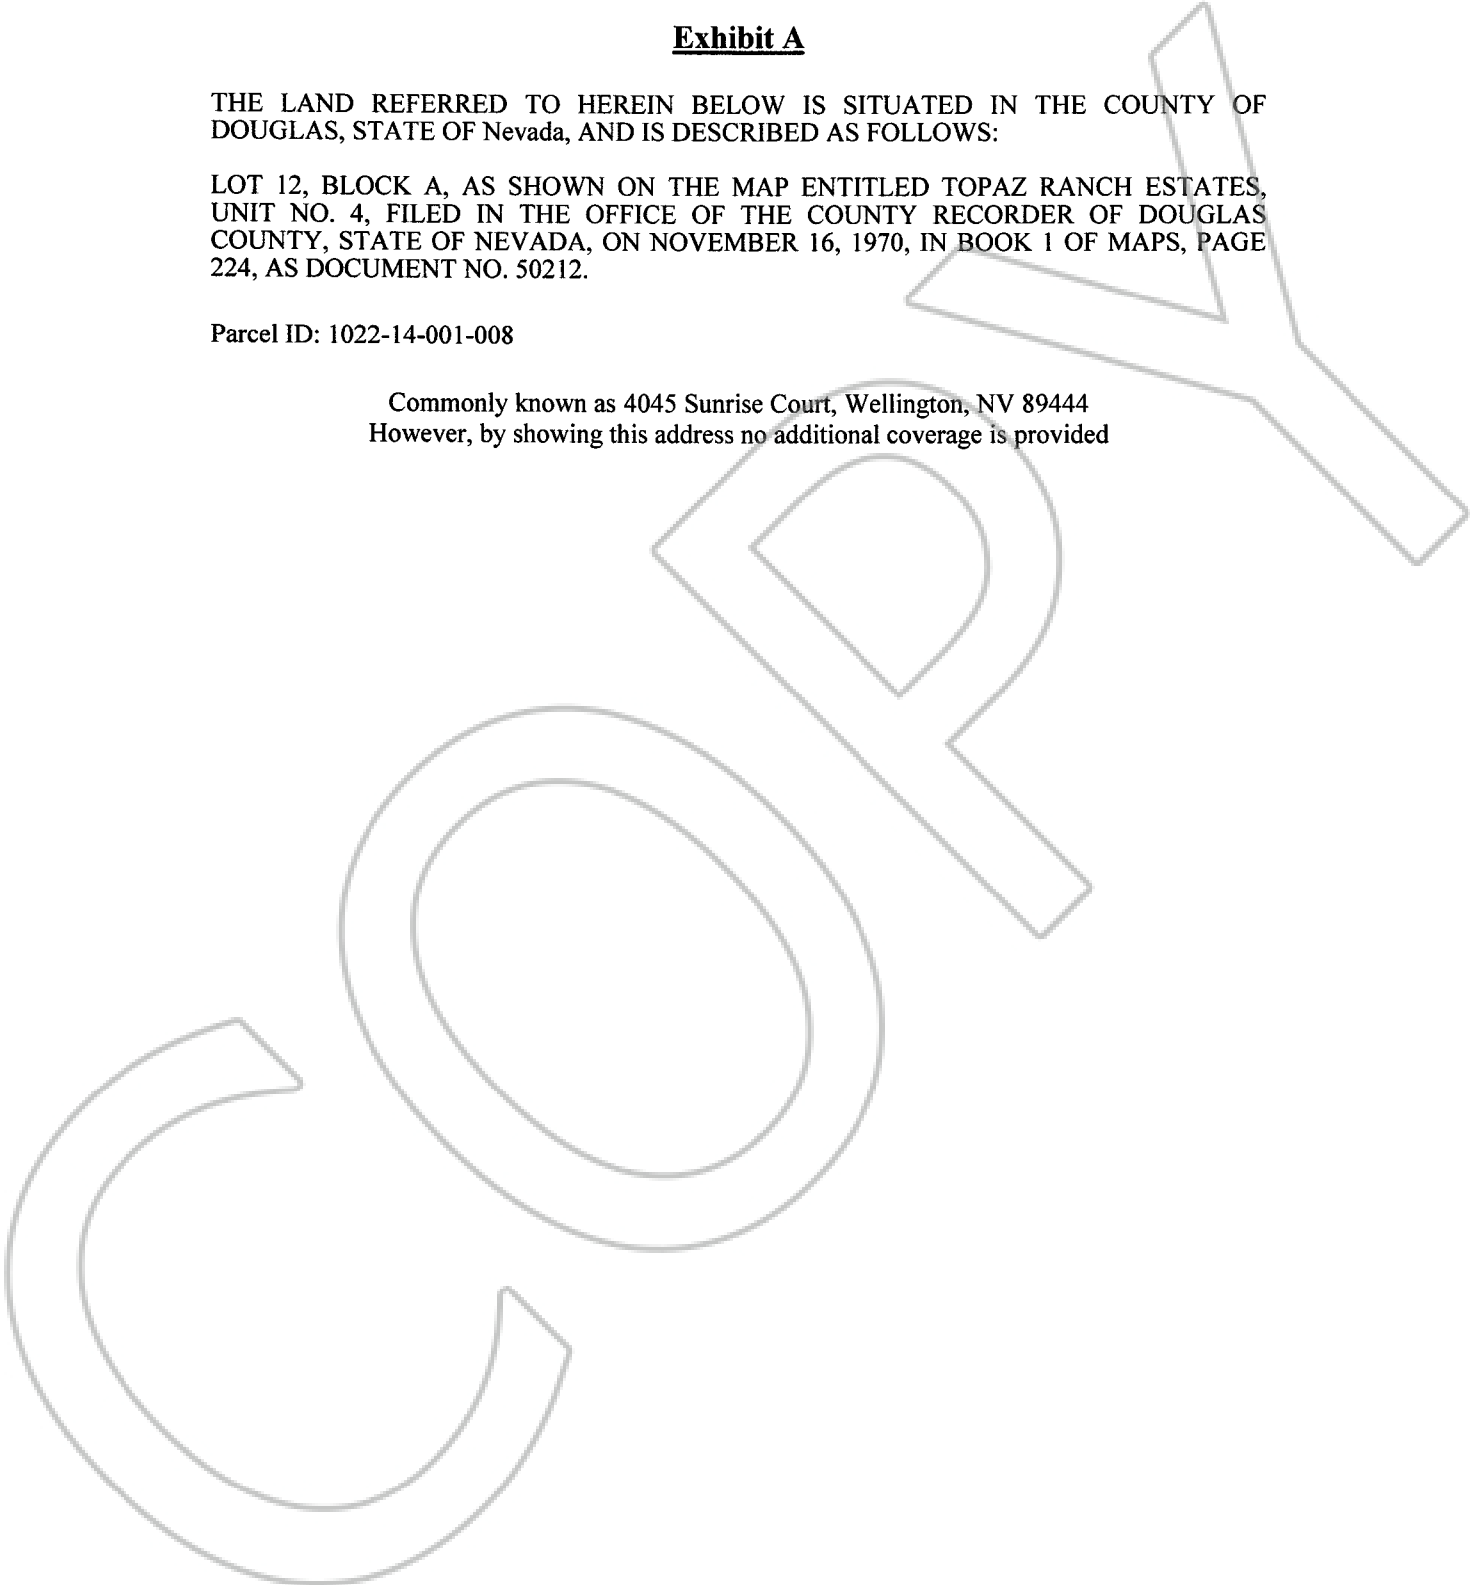 Exhibit A
THE LAND REFERRED TO HEREIN BELOW IS SITUATED IN THE COUNTY OF
DOUGLAS, STATE OF Nevada, AND IS DESCRIBED AS FOLLOWS:
LOT 12, BLOCK A, AS SHOWN ON THE MAP ENTITLED TOPAZ RANCH ESTATES,
UNIT NO. 4, FILED IN THE OFFICE OF THE COUNTY RECORDER OF DOUGLAS
COUNTY, STATE OF NEVADA, ON NOVEMBER 16, 1970, IN BOOK 1 OF MAPS, PAGE
224, AS DOCUMENT NO. 50212.
Parcel ID: 1022-14-001-008
Commonly known as 4045 Sunrise Court, Wellington, NV 89444
However, by showing this address no additional coverage is provided
COPY